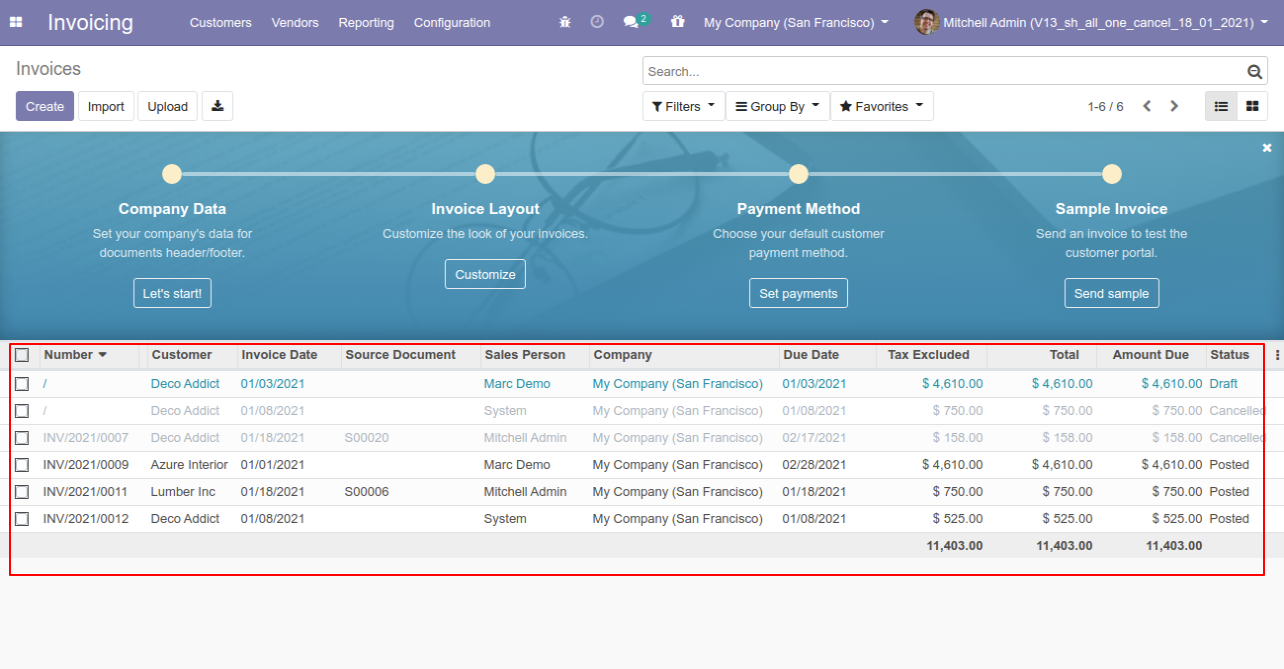 Invoicing Customers Vendors Reporting Configuration 2 My Company (San Francisco) Mitchell Admin (V13_sh_all_one_cancel_18_01_2021)
Invoices
Search...
Create Import Upload Filters Group By Favorites 1-6 / 6
Company Data Invoice Layout Payment Method Sample Invoice
Set your company's data for Customize the look of your invoices. Choose your default customer Send an invoice to test the
documents header/footer. payment method. customer portal.
Customize
Let's start! Set payments Send sample
Number Customer Invoice Date Source Document Sales Person Company Due Date Tax Excluded Total Amount Due Status
/ Deco Addict 01/03/2021 Marc Demo My Company (San Francisco) 01/03/2021 $ 4,610.00 $ 4,610.00 $ 4,610.00 Draft
/ Deco Addict 01/08/2021 System My Company (San Francisco) 01/08/2021 $ 750.00 $ 750.00 $ 750.00 Cancelled
INV/2021/0007 Deco Addict 01/18/2021 S00020 Mitchell Admin My Company (San Francisco) 02/17/2021 $ 158.00 $ 158.00 $ 158.00 Cancelled
INV/2021/0009 Azure Interior 01/01/2021 Marc Demo My Company (San Francisco) 02/28/2021 $ 4,610.00 $ 4,610.00 $ 4,610.00 Posted
INV/2021/0011 Lumber Inc 01/18/2021 S00006 Mitchell Admin My Company (San Francisco) 01/18/2021 $ 750.00 $ 750.00 $ 750.00 Posted
INV/2021/0012 Deco Addict 01/08/2021 System My Company (San Francisco) 01/08/2021 $ 525.00 $ 525.00 $ 525.00 Posted
11,403.00 11,403.00 11,403.00